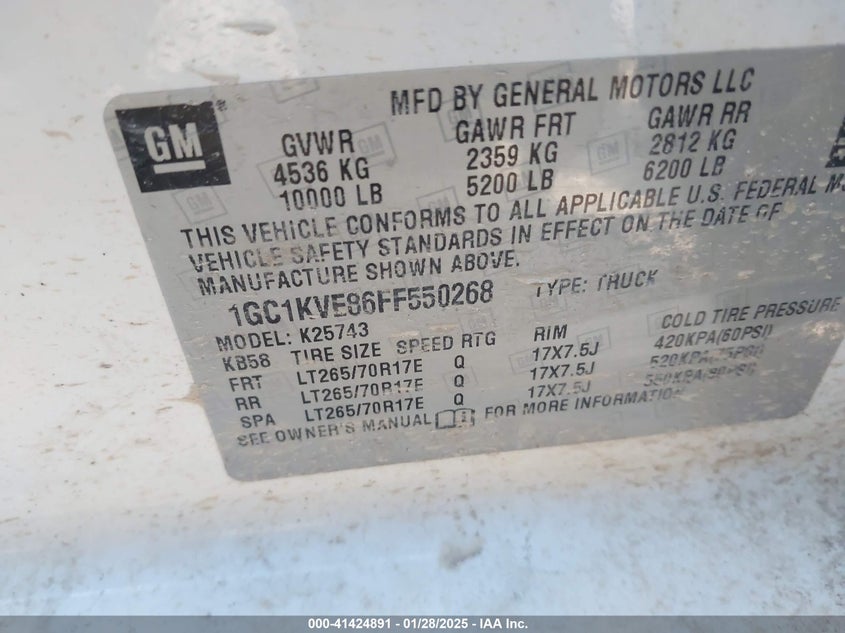 MFD BY GENERAL MOTORS LLC
GM®
GVWR GAWR FRT GAWR RR
4536 KG 2359 KG 2812 KG
10000 LB 5200 LB 6200 LB
THIS VEHICLE CONFORMS TO ALL APPLICABLE U.S. FEDERAL
VEHICLE SAFETY STANDARDS IN EFFECT ON THE DATE OF
MANUFACTURE SHOWN ABOVE.
1GC1KVE86FF550268 TYPE: TRUCK
MODEL: K25743
KB58 TIRE SIZE SPEED RTG RIM COLD TIRE PRESSURE
FRT LT265/70R17E Q 17X7.5J 420KPA(60PSI)
RR LT265/70R17E Q 17X7.5J 520KPA(75PSI)
SPA LT265/70R17E Q 17X7.5J 550KPA(80PSI)
SEE OWNER'S MANUAL FOR MORE INFORMATION
000-41424891 | 01/28/2025 | IAA Inc.